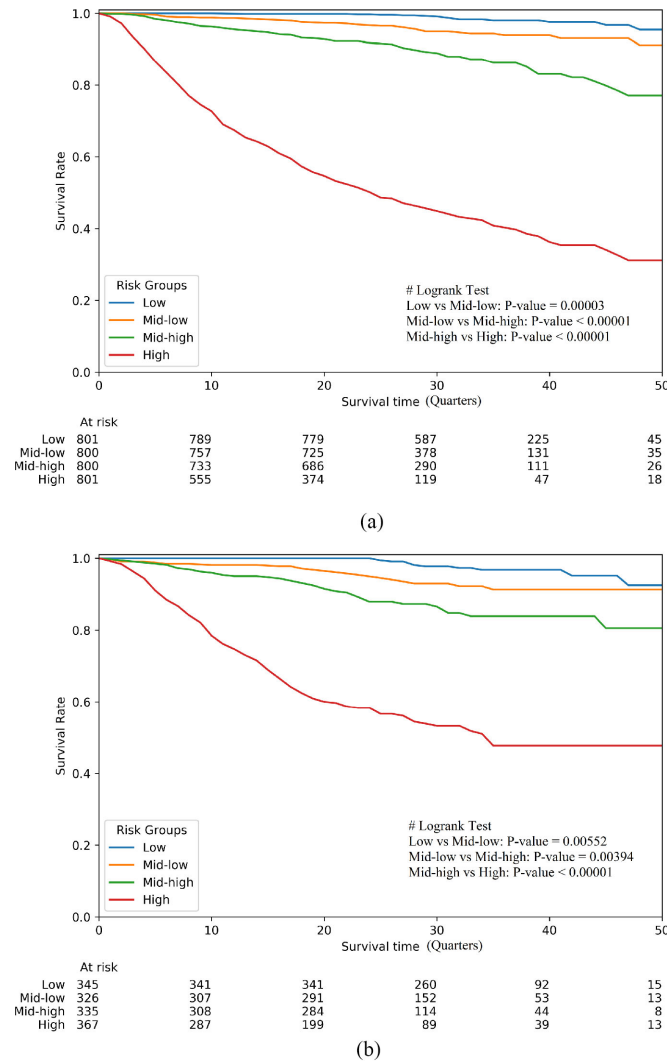 1.0
0.8
0.6
0.4
0.2
0.0
Survival Rate
Risk Groups
Low
Mid-low
Mid-high
High
# Logrank Test
Low vs Mid-low: P-value = 0.00003
Mid-low vs Mid-high: P-value < 0.00001
Mid-high vs High: P-value < 0.00001
0 10 20 30 40 50
Survival time (Quarters)
At risk
Low 801 789 779 587 225 45
Mid-low 800 757 725 378 131 35
Mid-high 800 733 686 290 111 26
High 801 555 374 119 47 18
(a)
1.0
0.8
0.6
0.4
0.2
0.0
Survival Rate
Risk Groups
Low
Mid-low
Mid-high
High
# Logrank Test
Low vs Mid-low: P-value = 0.00552
Mid-low vs Mid-high: P-value = 0.00394
Mid-high vs High: P-value < 0.00001
0 10 20 30 40 50
Survival time (Quarters)
At risk
Low 345 341 341 260 92 15
Mid-low 326 307 291 152 53 13
Mid-high 335 308 284 114 44 8
High 367 287 199 89 39 13
(b)